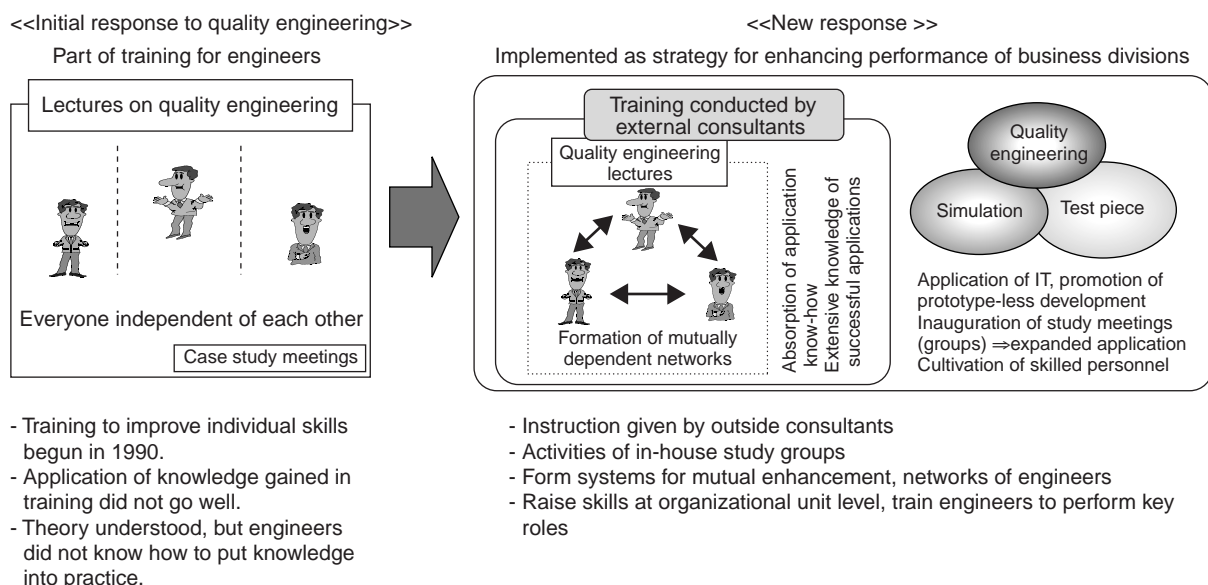 <<Initial response to quality engineering>>
Part of training for engineers
Lectures on quality engineering
Everyone independent of each other
Case study meetings
- Training to improve individual skills
begun in 1990.
- Application of knowledge gained in
training did not go well.
- Theory understood, but engineers
did not know how to put knowledge
into practice.
<<New response >>
Implemented as strategy for enhancing performance of business divisions
Training conducted by
external consultants
Quality engineering
lectures
Formation of mutually
dependent networks
Absorption of application
know-how
Extensive knowledge of
successful applications
Quality
engineering
Simulation
Test piece
Application of IT, promotion of
prototype-less development
Inauguration of study meetings
(groups) ⇒expanded application
Cultivation of skilled personnel
- Instruction given by outside consultants
- Activities of in-house study groups
- Form systems for mutual enhancement, networks of engineers
- Raise skills at organizational unit level, train engineers to perform key
roles